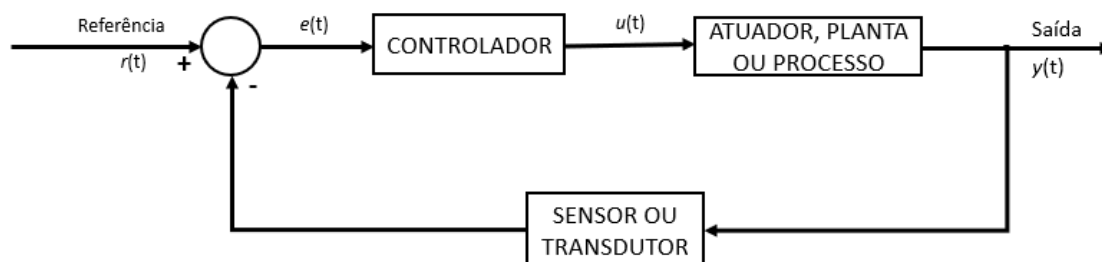 Referência
r(t)
+
-
e(t)
CONTROLADOR
u(t)
ATUADOR, PLANTA
OU PROCESSO
Saída
y(t)
SENSOR OU
TRANSDUTOR